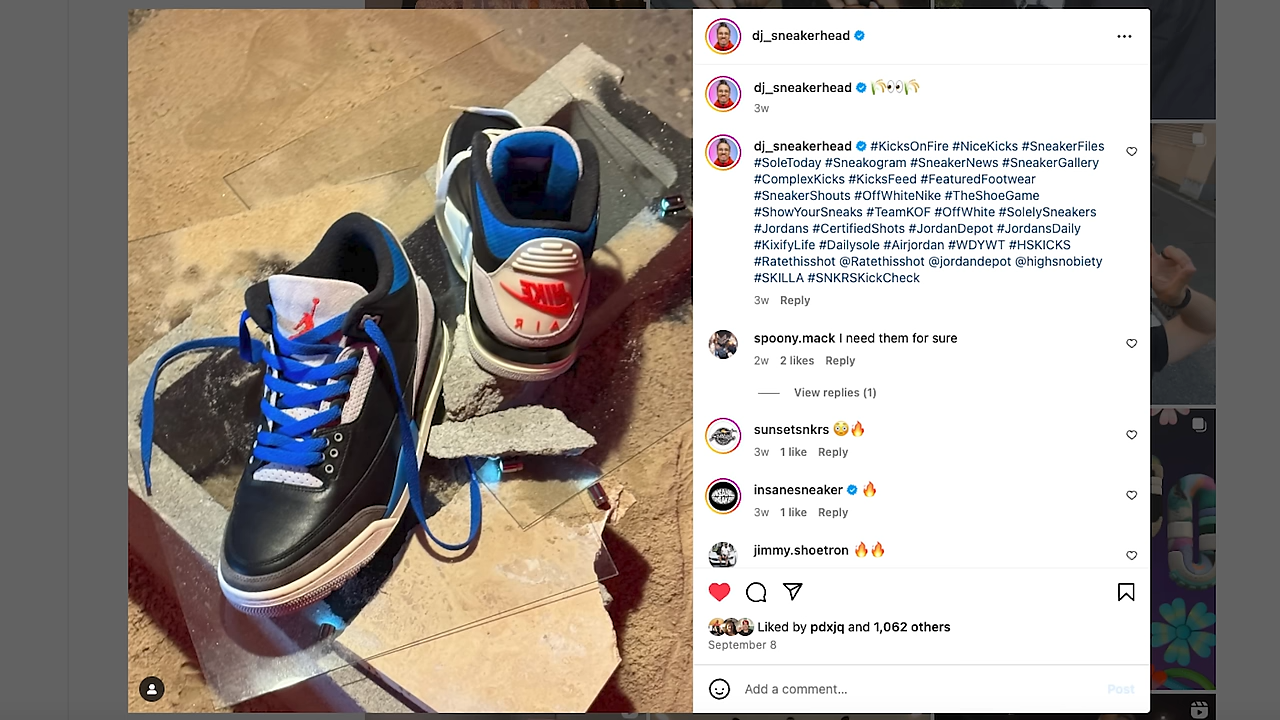 NIKE
AIR
dj_sneakerhead
dj_sneakerhead
3w
dj_sneakerhead #KicksOnFire #NiceKicks #SneakerFiles
#SoleToday #Sneakogram #SneakerNews #SneakerGallery
#ComplexKicks #KicksFeed #FeaturedFootwear
#SneakerShouts #OffWhiteNike #TheShoeGame
#ShowYourSneaks #TeamKOF #OffWhite #SolelySneakers
#Jordans #CertifiedShots #JordanDepot #JordansDaily
#KixifyLife #Dailysole #Airjordan #WDYWT #HSKICKS
#Ratethisshot @Ratethisshot @jordandepot @highsnobiety
#SKILLA #SNKRSKickCheck
3w Reply
spoony.mack I need them for sure
2w 2 likes Reply
View replies (1)
sunsetsnkrs 😳🔥
3w 1 like Reply
insanesneaker 🔥
3w 1 like Reply
jimmy.shoetron 🔥🔥
Liked by pdxjq and 1,062 others
September 8
Add a comment...
Post